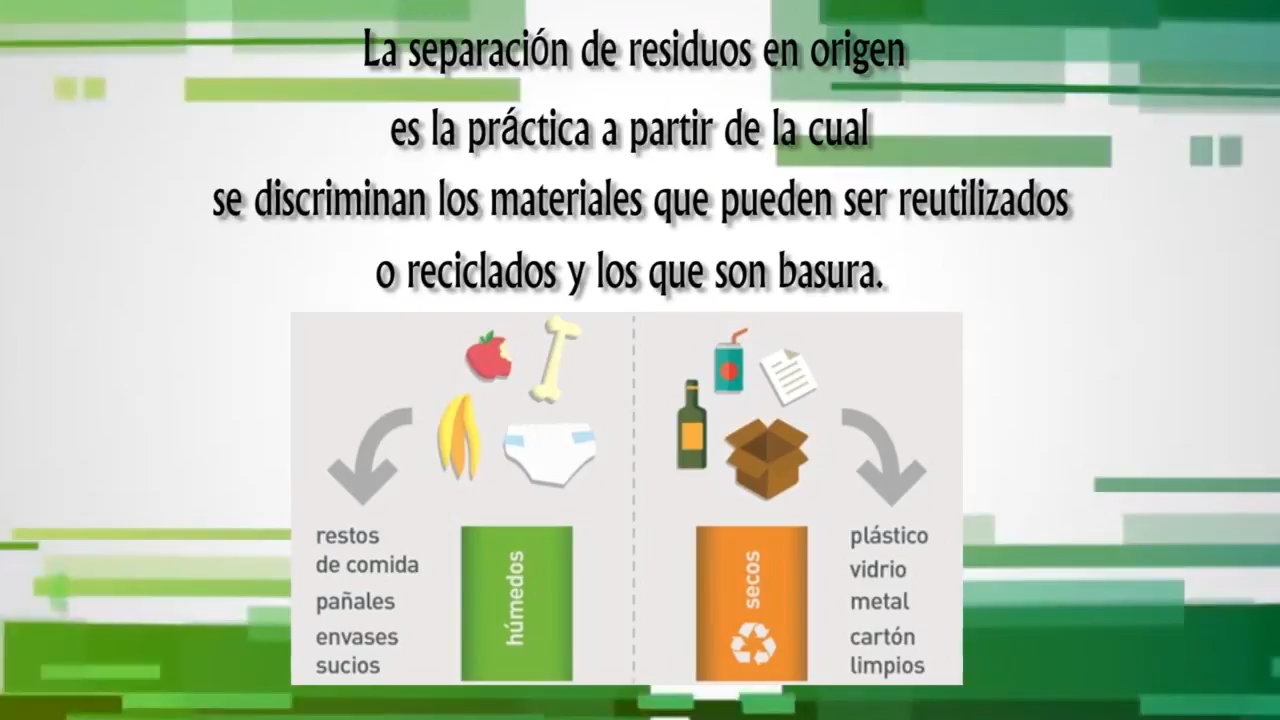 La separación de residuos en origen
es la práctica a partir de la cual
se discriminan los materiales que pueden ser reutilizados
o reciclados y los que son basura.
restos
de comida
pañales
envases
sucios
húmedos
secos
plástico
vidrio
metal
cartón
limpios